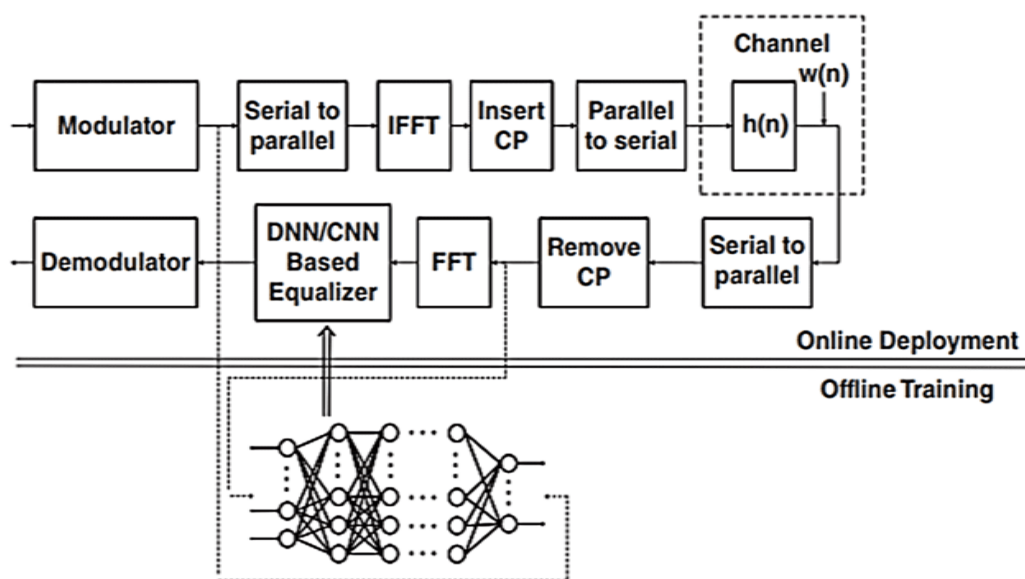 Channel
w(n)
Modulator
Serial to
parallel
IFFT
Insert
CP
Parallel
to serial
h(n)
Demodulator
DNN/CNN
Based
Equalizer
FFT
Remove
CP
Serial to
parallel
Online Deployment
Offline Training